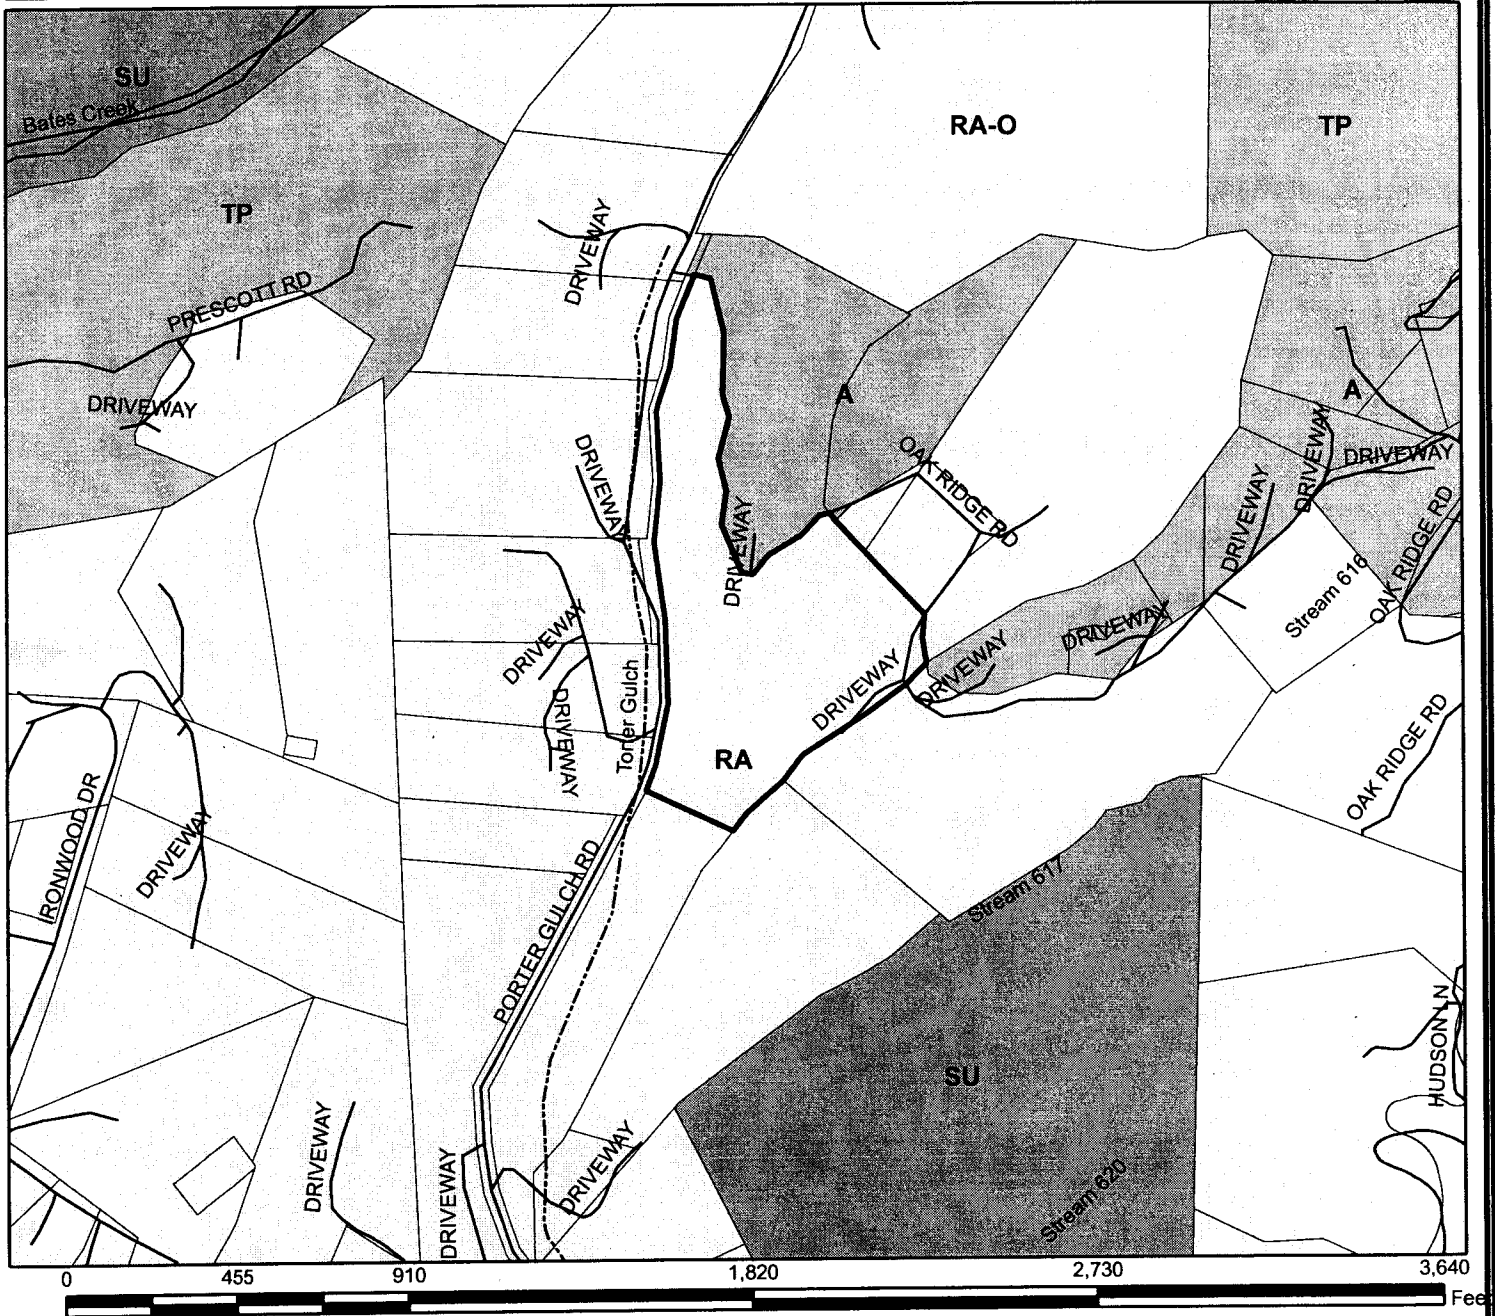 SU
Bates Creek
RA-O
TP
TP
DRIVEWAY
PRESCOTT RD
DRIVEWAY
A
A
OAK RIDGE RD
DRIVEWAY
DRIVEWAY
DRIVEWAY
DRIVEWAY
DRIVEWAY
OAK RIDGE RD
Stream 616
DRIVEWAY
DRIVEWAY
DRIVEWAY
DRIVEWAY
DRIVEWAY
DRIVEWAY
Toner Gulch
RA
OAK RIDGE RD
IRONWOOD DR
DRIVEWAY
PORTER GULCH RD
Stream 617
SU
HUDSON LN
DRIVEWAY
DRIVEWAY
DRIVEWAY
Stream 620
0 455 910 1,820 2,730 3,640